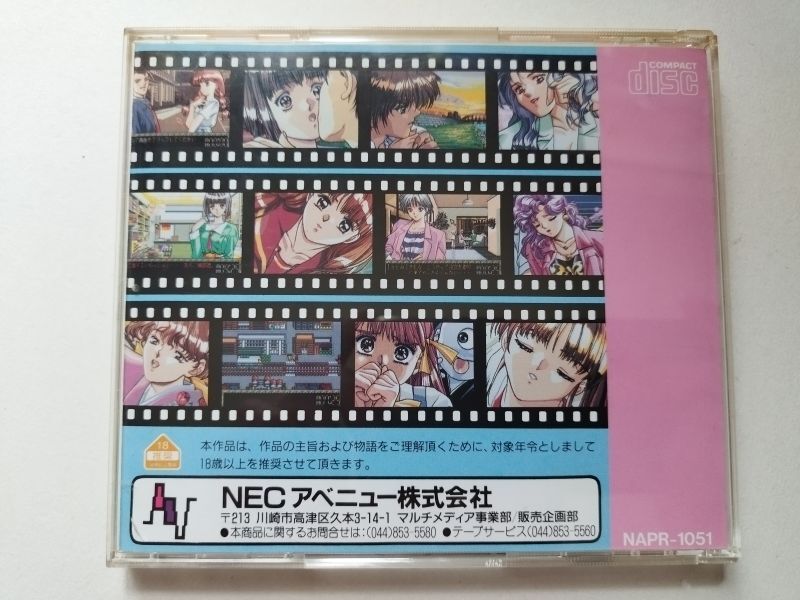 COMPACT
disc
18
推奨
本作品は、作品の主旨および物語をご理解頂くために、対象年令としまして
18歳以上を推奨させて頂きます。
NEC アベニュー株式会社
〒213 川崎市高津区久本3-14-1 マルチメディア事業部/販売企画部
●本商品に関するお問合せは:(044)853-5580 ●テープサービス(044)853-5560
NAPR-1051